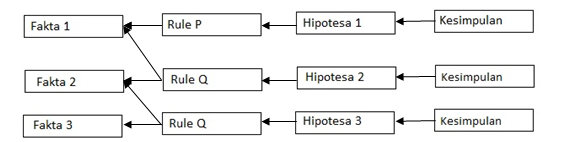 Fakta 1
Rule P
Hipotesa 1
Kesimpulan
Fakta 2
Rule Q
Hipotesa 2
Kesimpulan
Fakta 3
Rule Q
Hipotesa 3
Kesimpulan